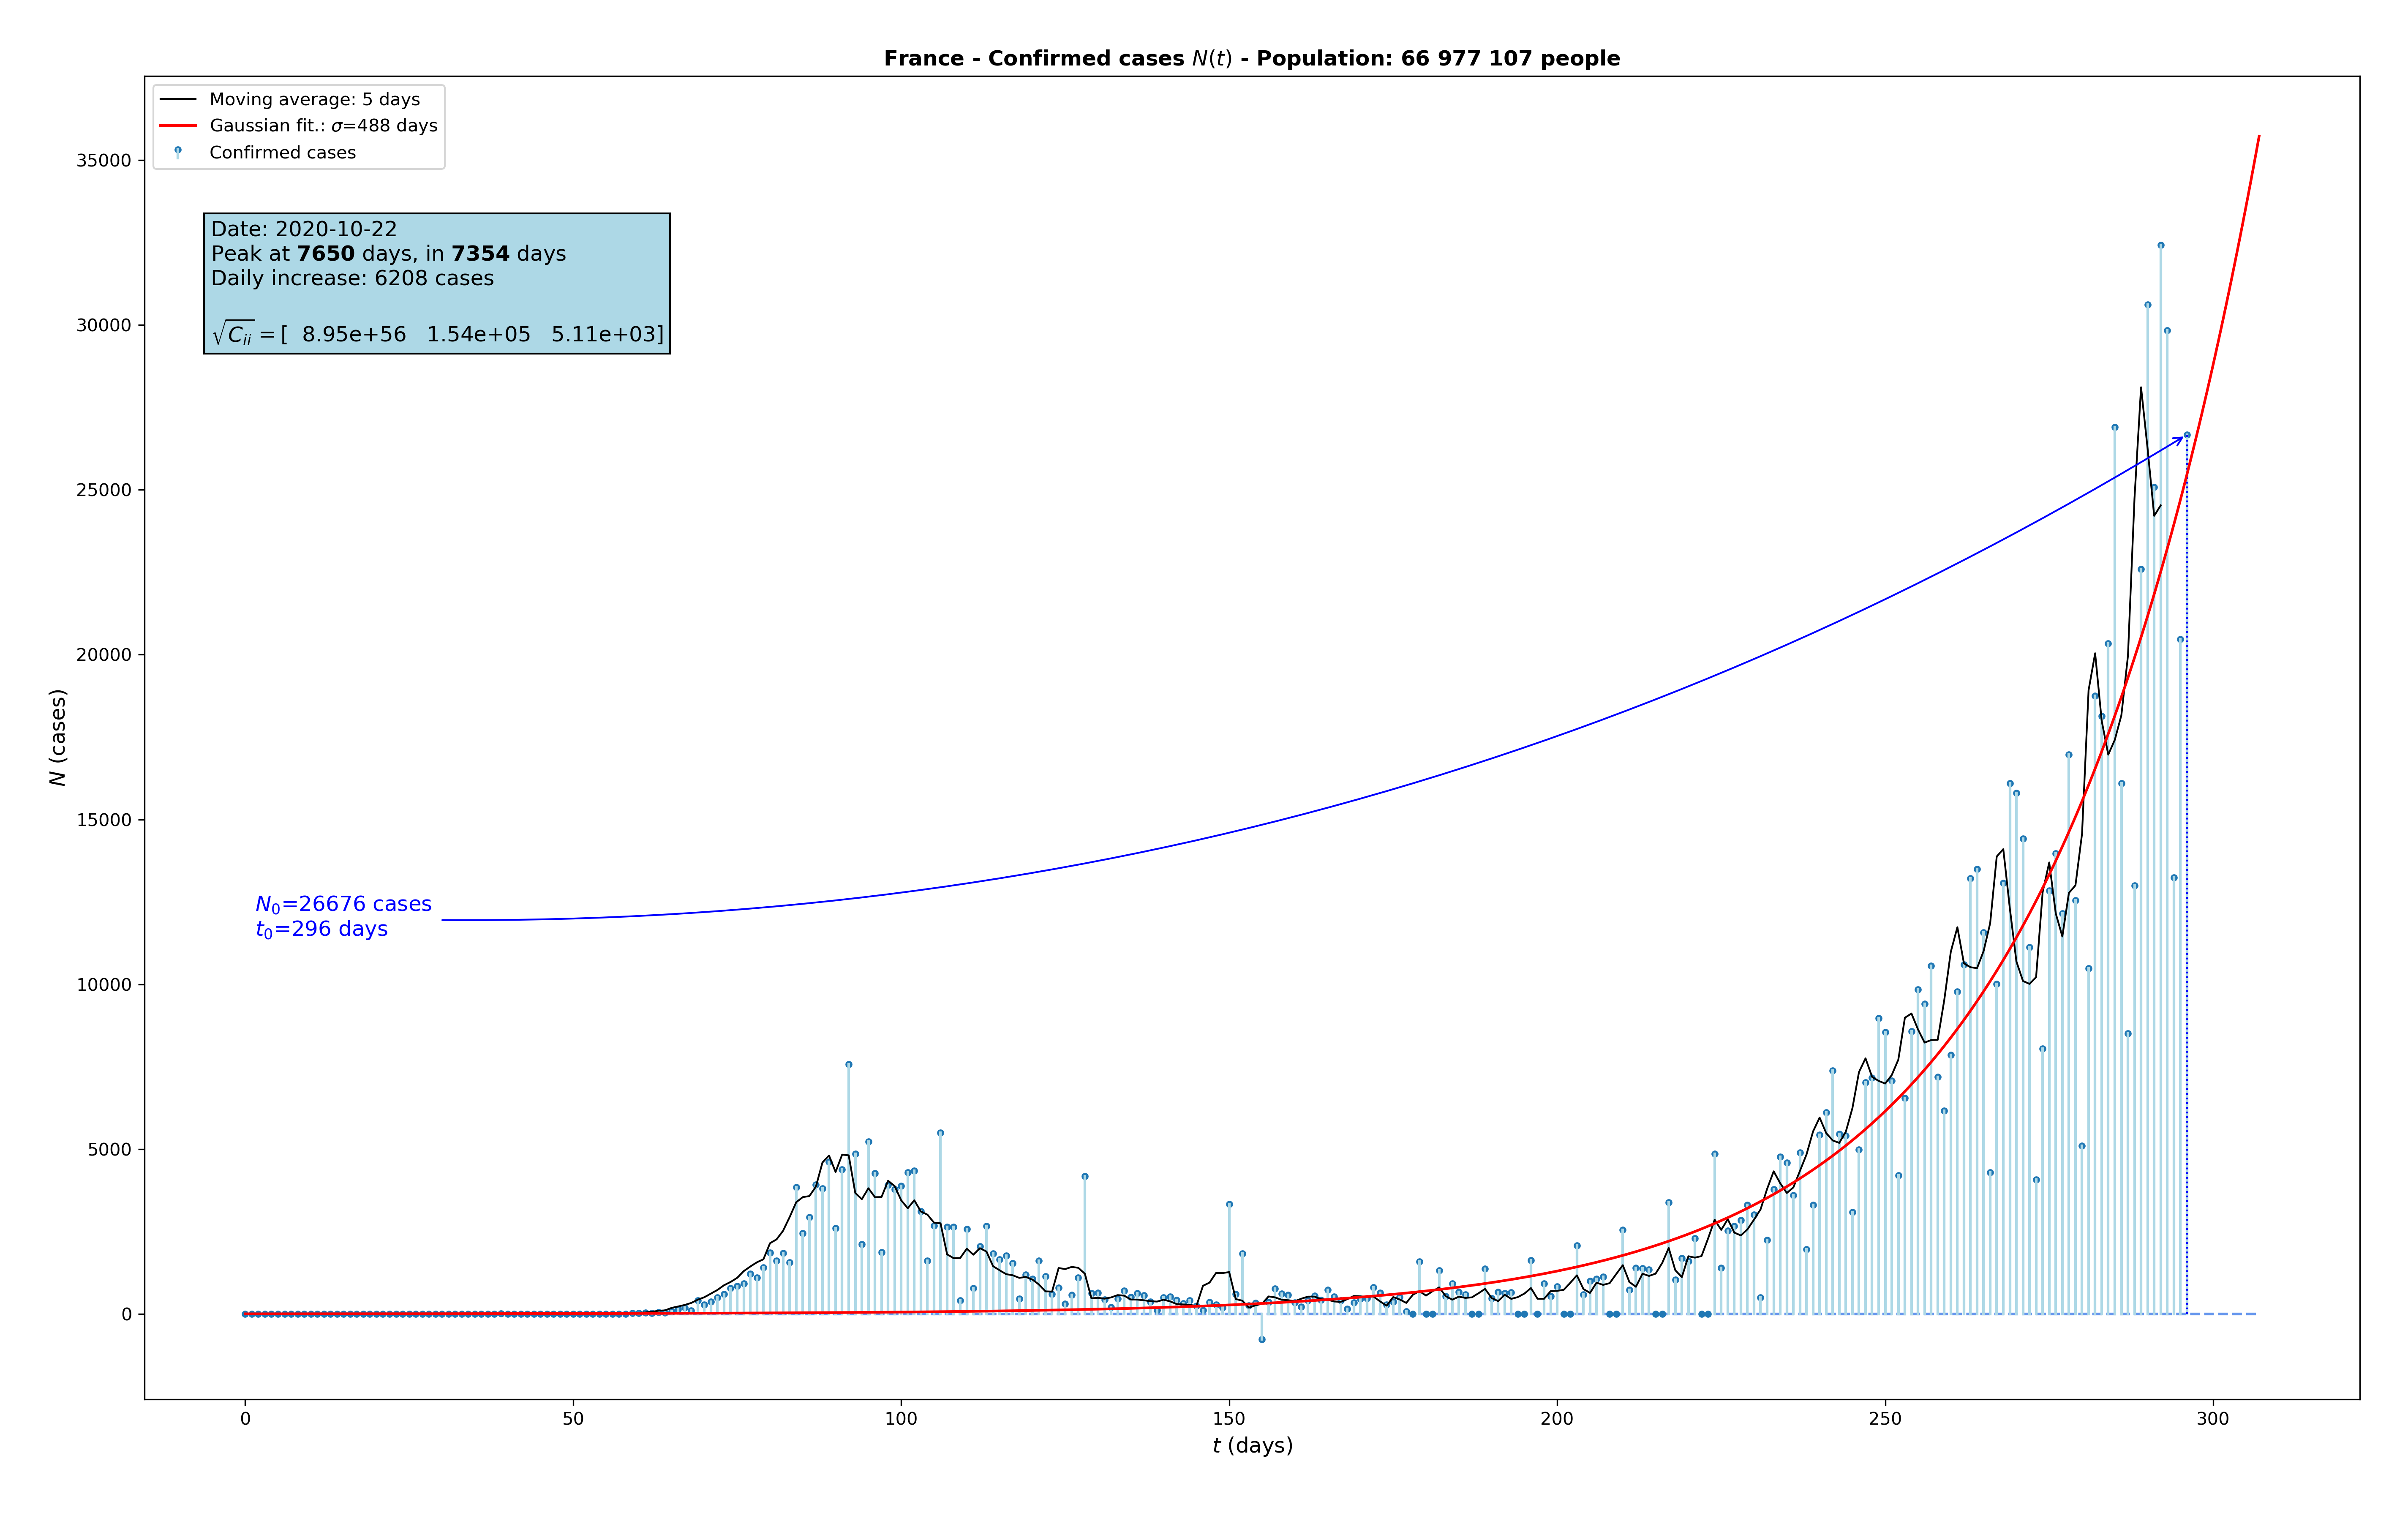 France - Confirmed cases N(t) - Population: 66 977 107 people
Moving average: 5 days
Gaussian fit.: σ=488 days
Confirmed cases
Date: 2020-10-22
Peak at 7650 days, in 7354 days
Daily increase: 6208 cases
√C_ii = [ 8.95e+56 1.54e+05 5.11e+03]
N_0=26676 cases
t_0=296 days
N (cases)
35000
30000
25000
20000
15000
10000
5000
0
0 50 100 150 200 250 300
t (days)